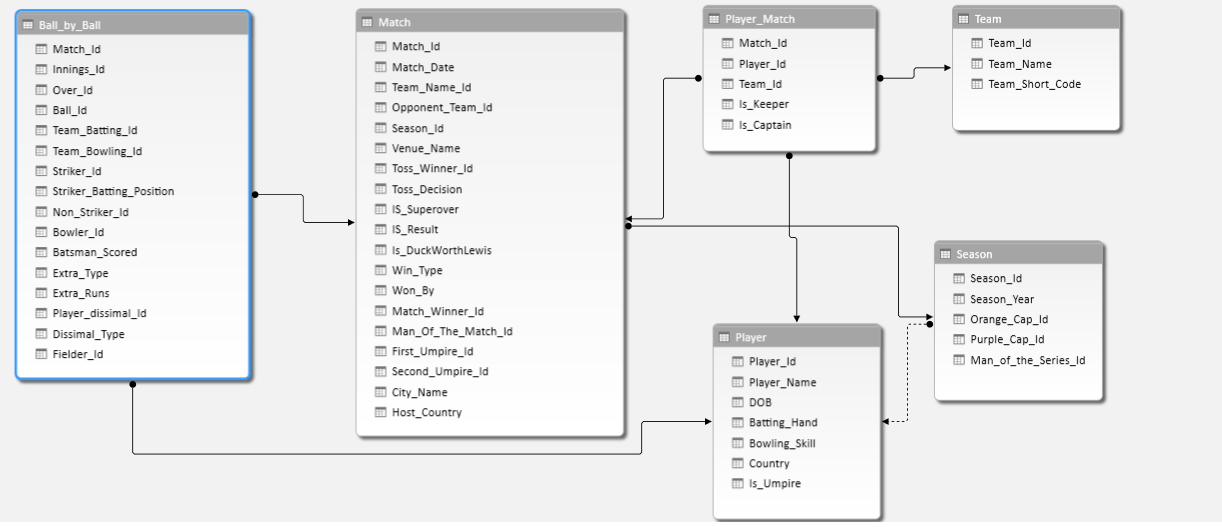 Ball_by_Ball
Match_Id
Innings_Id
Over_Id
Ball_Id
Team_Batting_Id
Team_Bowling_Id
Striker_Id
Striker_Batting_Position
Non_Striker_Id
Bowler_Id
Batsman_Scored
Extra_Type
Extra_Runs
Player_dissimal_Id
Dissimal_Type
Fielder_Id
Match
Match_Id
Match_Date
Team_Name_Id
Opponent_Team_Id
Season_Id
Venue_Name
Toss_Winner_Id
Toss_Decision
IS_Superover
IS_Result
Is_DuckWorthLewis
Win_Type
Won_By
Match_Winner_Id
Man_Of_The_Match_Id
First_Umpire_Id
Second_Umpire_Id
City_Name
Host_Country
Player_Match
Match_Id
Player_Id
Team_Id
Is_Keeper
Is_Captain
Team
Team_Id
Team_Name
Team_Short_Code
Season
Season_Id
Season_Year
Orange_Cap_Id
Purple_Cap_Id
Man_of_the_Series_Id
Player
Player_Id
Player_Name
DOB
Batting_Hand
Bowling_Skill
Country
Is_Umpire